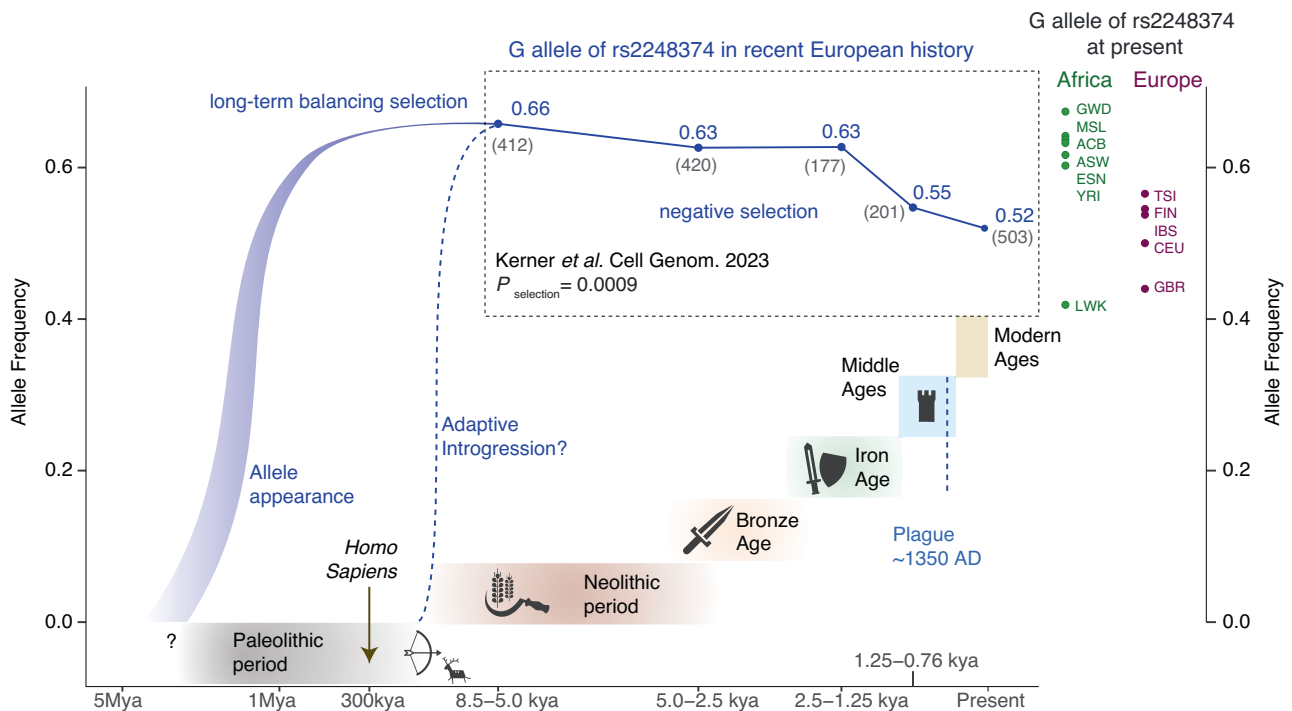 G allele of rs2248374
at present
G allele of rs2248374 in recent European history
Africa
Europe
long-term balancing selection
0.66
(412)
0.63
(420)
0.63
(177)
0.55
(201)
0.52
(503)
negative selection
Kerner et al. Cell Genom. 2023
P selection = 0.0009
GWD
MSL
ACB
ASW
ESN
YRI
LWK
TSI
FIN
IBS
CEU
GBR
Allele Frequency
0.6
0.4
0.2
0.0
0.6
0.4
0.2
0.0
Allele Frequency
Modern
Ages
Middle
Ages
Adaptive
Introgression?
Allele
appearance
Iron
Age
Bronze
Age
Plague
~1350 AD
Homo
Sapiens
Neolithic
period
?
Paleolithic
period
1.25–0.76 kya
5Mya
1Mya
300kya
8.5–5.0 kya
5.0–2.5 kya
2.5–1.25 kya
Present